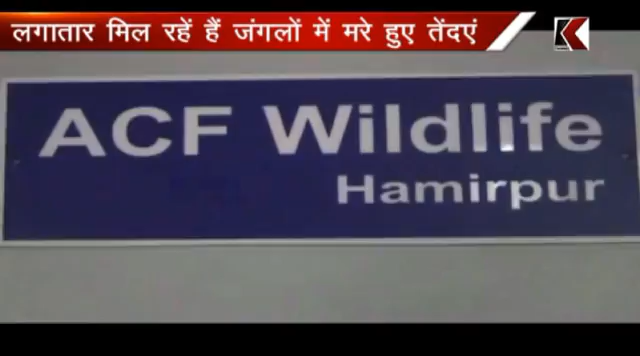 लगातार मिल रहें हैं जंगलों में मरे हुए तेंदएं
K
ACF Wildlife
Hamirpur